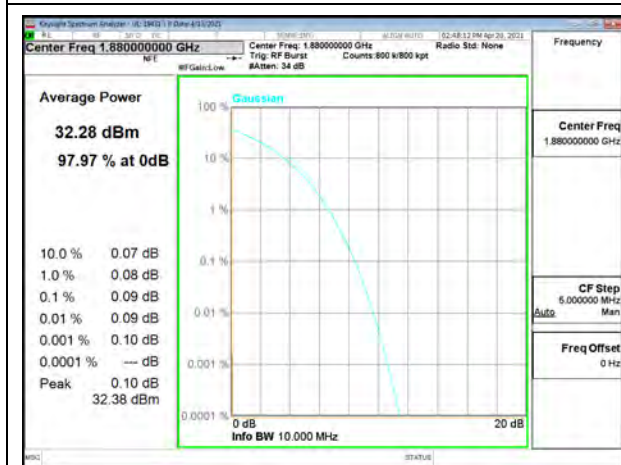 Center Freq 1.880000000 GHz
NFE
#IFGain:Low
Center Freq: 1.880000000 GHz
Trig: RF Burst
Counts:800 k/800 kpt
#Atten: 34 dB
02:48:12 PM Apr 20, 2021
Radio Std: None
Frequency
Average Power
32.28 dBm
97.97 % at 0dB
10.0 % 0.07 dB
1.0 % 0.08 dB
0.1 % 0.09 dB
0.01 % 0.09 dB
0.001 % 0.10 dB
0.0001 % --- dB
Peak 0.10 dB
32.38 dBm
Gaussian
100 %
10 %
1 %
0.1 %
0.01 %
0.001 %
0.0001 %
0 dB
20 dB
Info BW 10.000 MHz
Center Freq
1.880000000 GHz
CF Step
5.000000 MHz
Auto Man
Freq Offset
0 Hz
MSG
STATUS